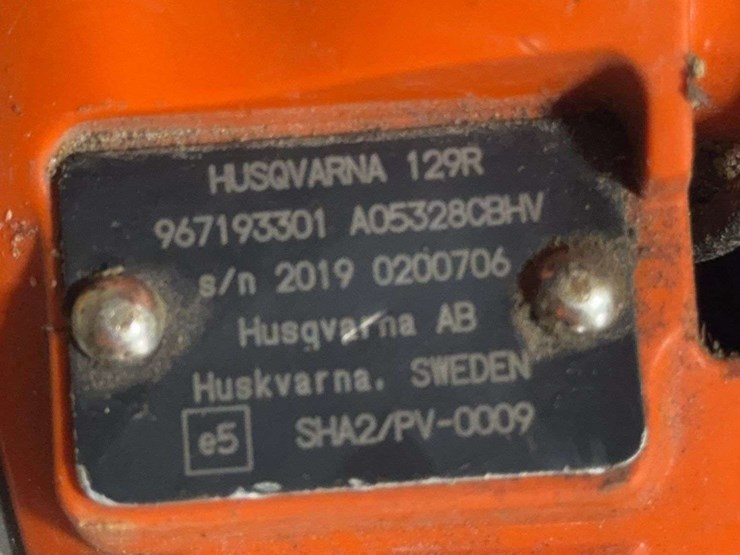 HUSQVARNA 129R
967193301 A05328CBHV
s/n 2019 0200706
Husqvarna AB
Huskvarna. SWEDEN
e5 SHA2/PV-0009